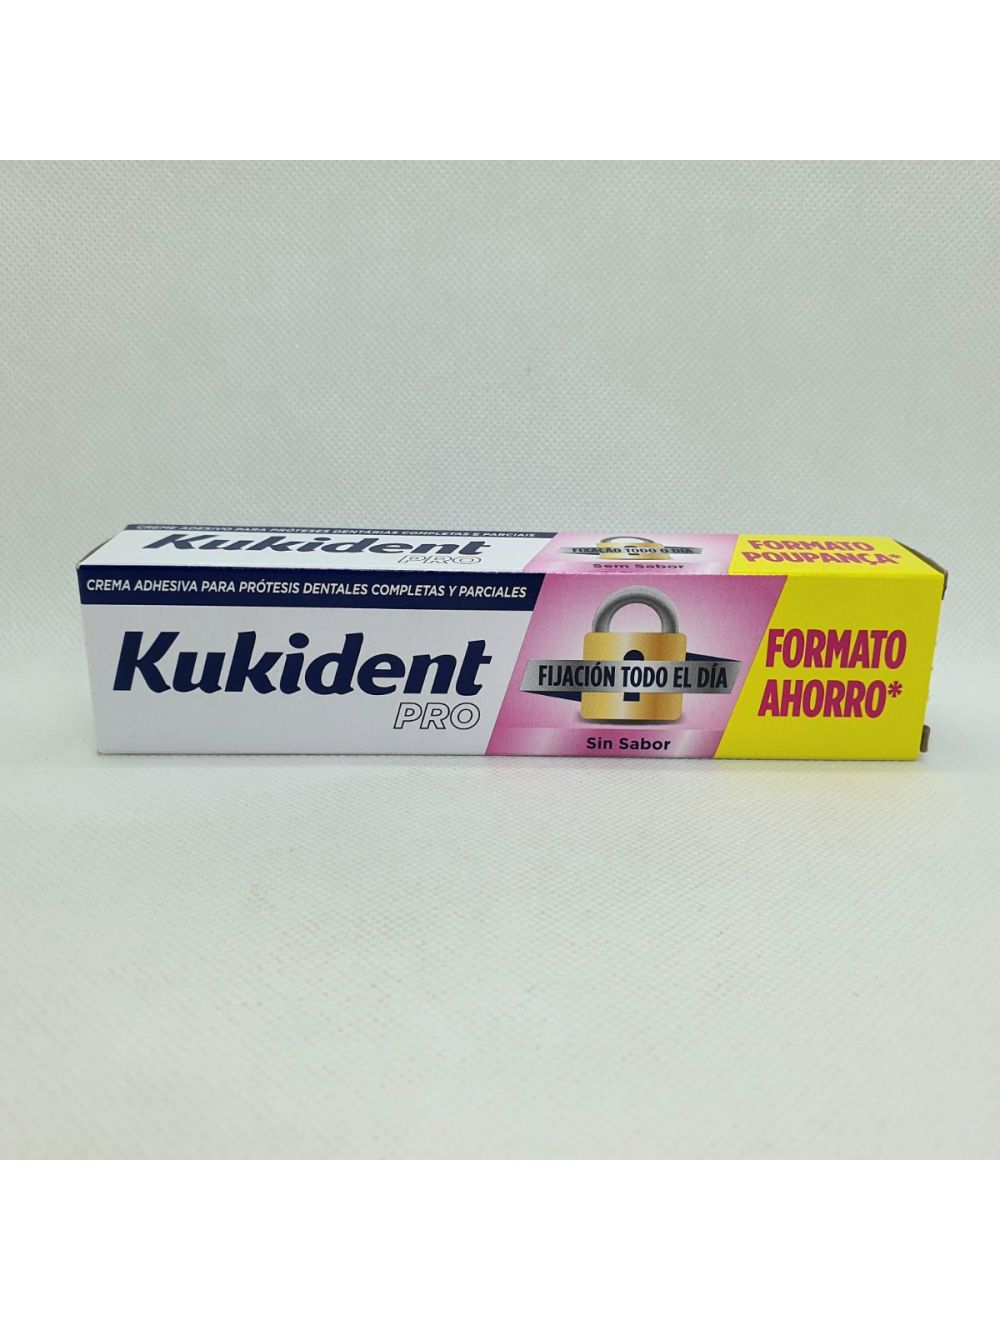 CREME ADESIVO PARA PRÓTESES DENTÁRIAS COMPLETAS E PARCIAIS
Kukident
PRO
FIXAÇÃO TODO O DIA
Sem Sabor
FORMATO
POUPANÇA*
CREMA ADHESIVA PARA PRÓTESIS DENTALES COMPLETAS Y PARCIALES
Kukident
PRO
FIJACIÓN TODO EL DÍA
Sin Sabor
FORMATO
AHORRO*